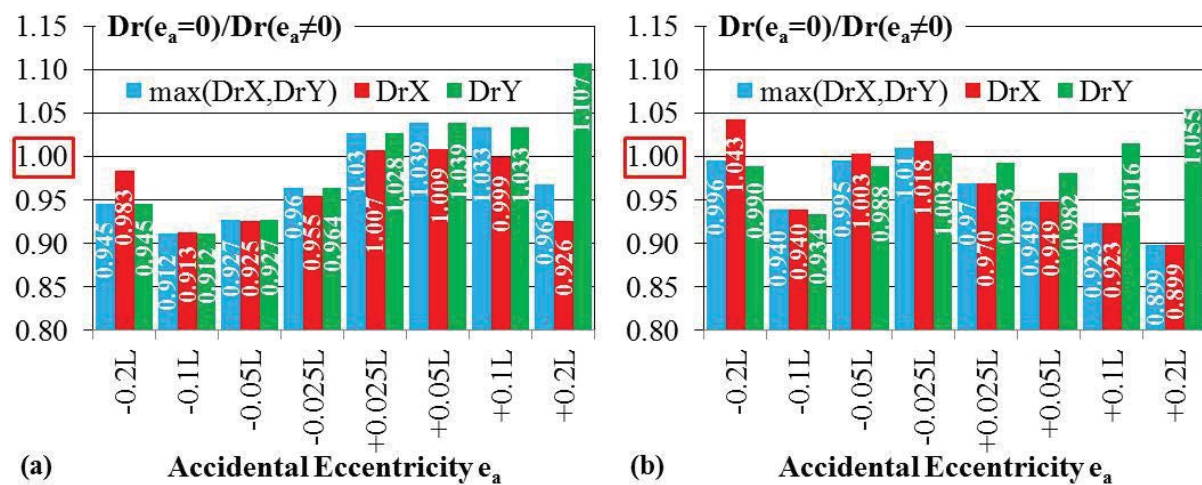 Dr(ea=0)/Dr(ea≠0)
max(DrX,DrY) DrX DrY
1.15
1.10
1.05
1.00
0.95
0.90
0.85
0.80
0.945 0.983 0.945
0.912 0.913 0.912
0.927 0.925 0.927
0.96 0.955 0.964
1.03 1.007 1.028
1.039 1.009 1.039
1.033 0.999 1.033
0.969 0.926 1.107
-0.2L -0.1L -0.05L -0.025L +0.025L +0.05L +0.1L +0.2L
(a) Accidental Eccentricity ea
Dr(ea=0)/Dr(ea≠0)
max(DrX,DrY) DrX DrY
1.15
1.10
1.05
1.00
0.95
0.90
0.85
0.80
0.996 1.043 0.990
0.940 0.940 0.934
0.995 1.003 0.988
1.01 1.018 1.003
0.97 0.970 0.993
0.949 0.949 0.982
0.923 0.923 1.016
0.899 0.899 1.055
-0.2L -0.1L -0.05L -0.025L +0.025L +0.05L +0.1L +0.2L
(b) Accidental Eccentricity ea